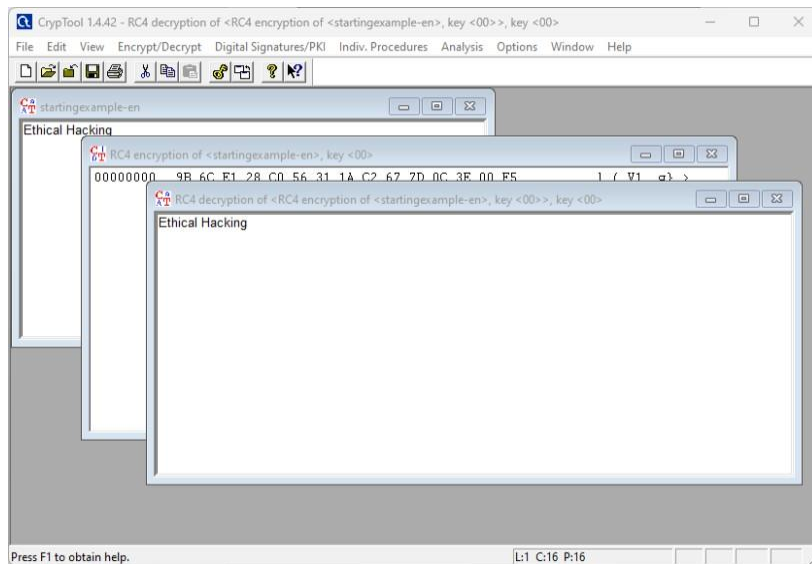 CrypTool 1.4.42 - RC4 decryption of <RC4 encryption of <startingexample-en>, key <00>>, key <00>
File Edit View Encrypt/Decrypt Digital Signatures/PKI Indiv. Procedures Analysis Options Window Help
startingexample-en
Ethical Hacking
RC4 encryption of <startingexample-en>, key <00>
00000000 9B 6C E1 28 C0 56 31 1A C2 67 7D 0C 3E 00 F5 .l.(.V1..g}.>
RC4 decryption of <RC4 encryption of <startingexample-en>, key <00>>, key <00>
Ethical Hacking
Press F1 to obtain help.
L:1 C:16 P:16